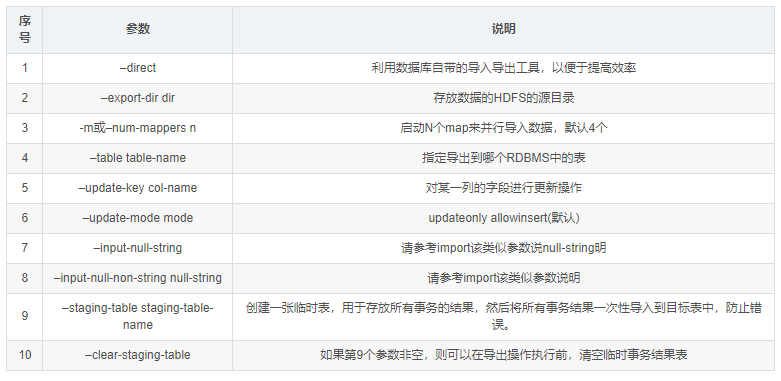 序号 参数 说明
1 –direct 利用数据库自带的导入导出工具，以便于提高效率
2 –export-dir dir 存放数据的HDFS的源目录
3 -m或–num-mappers n 启动N个map来并行导入数据，默认4个
4 –table table-name 指定导出到哪个RDBMS中的表
5 –update-key col-name 对某一列的字段进行更新操作
6 –update-mode mode updateonly allowinsert(默认)
7 –input-null-string 请参考import该类似参数说null-string明
8 –input-null-non-string null-string 请参考import该类似参数说明
9 –staging-table staging-table-name 创建一张临时表，用于存放所有事务的结果，然后将所有事务结果一次性导入到目标表中，防止错误。
10 –clear-staging-table 如果第9个参数非空，则可以在导出操作执行前，清空临时事务结果表